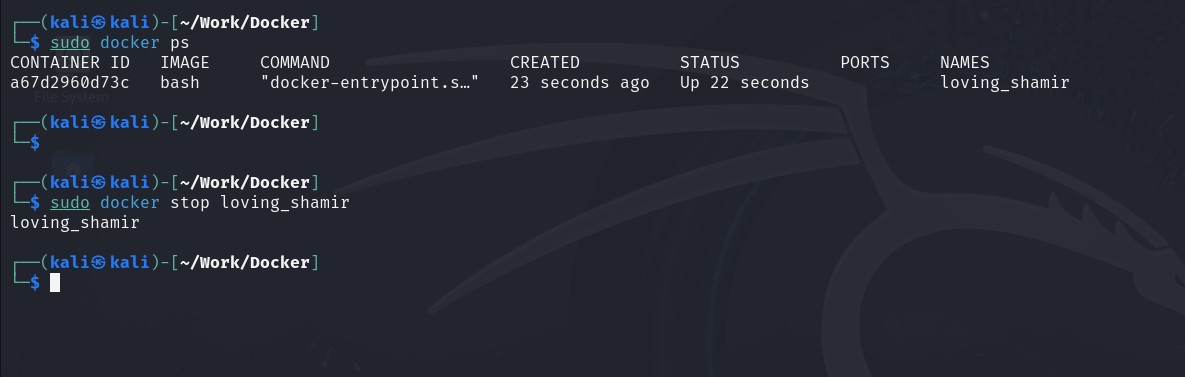 ┌──(kali㉿kali)-[~/Work/Docker]
└─$ sudo docker ps
CONTAINER ID   IMAGE     COMMAND                  CREATED          STATUS          PORTS     NAMES
a67d2960d73c   bash      "docker-entrypoint.s…"   23 seconds ago   Up 22 seconds             loving_shamir
File System
┌──(kali㉿kali)-[~/Work/Docker]
└─$
┌──(kali㉿kali)-[~/Work/Docker]
└─$ sudo docker stop loving_shamir
loving_shamir
┌──(kali㉿kali)-[~/Work/Docker]
└─$